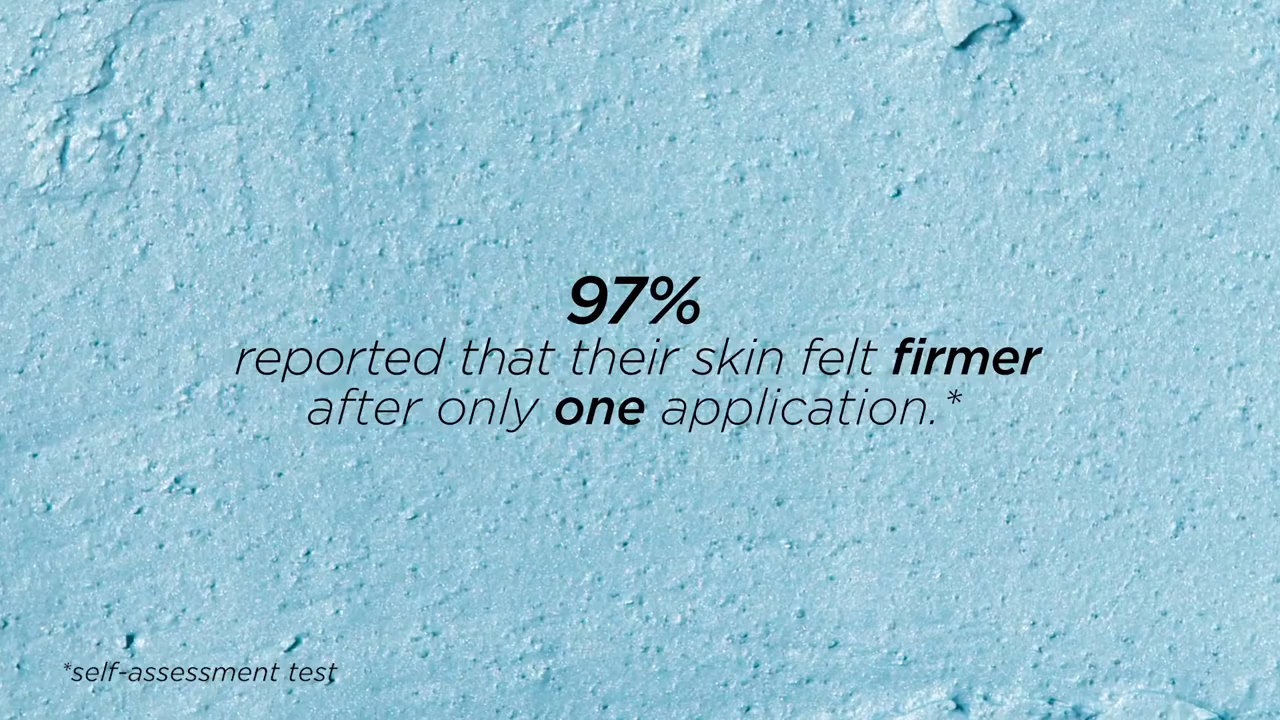 97%
reported that their skin felt firmer
after only one application.*
*self-assessment test